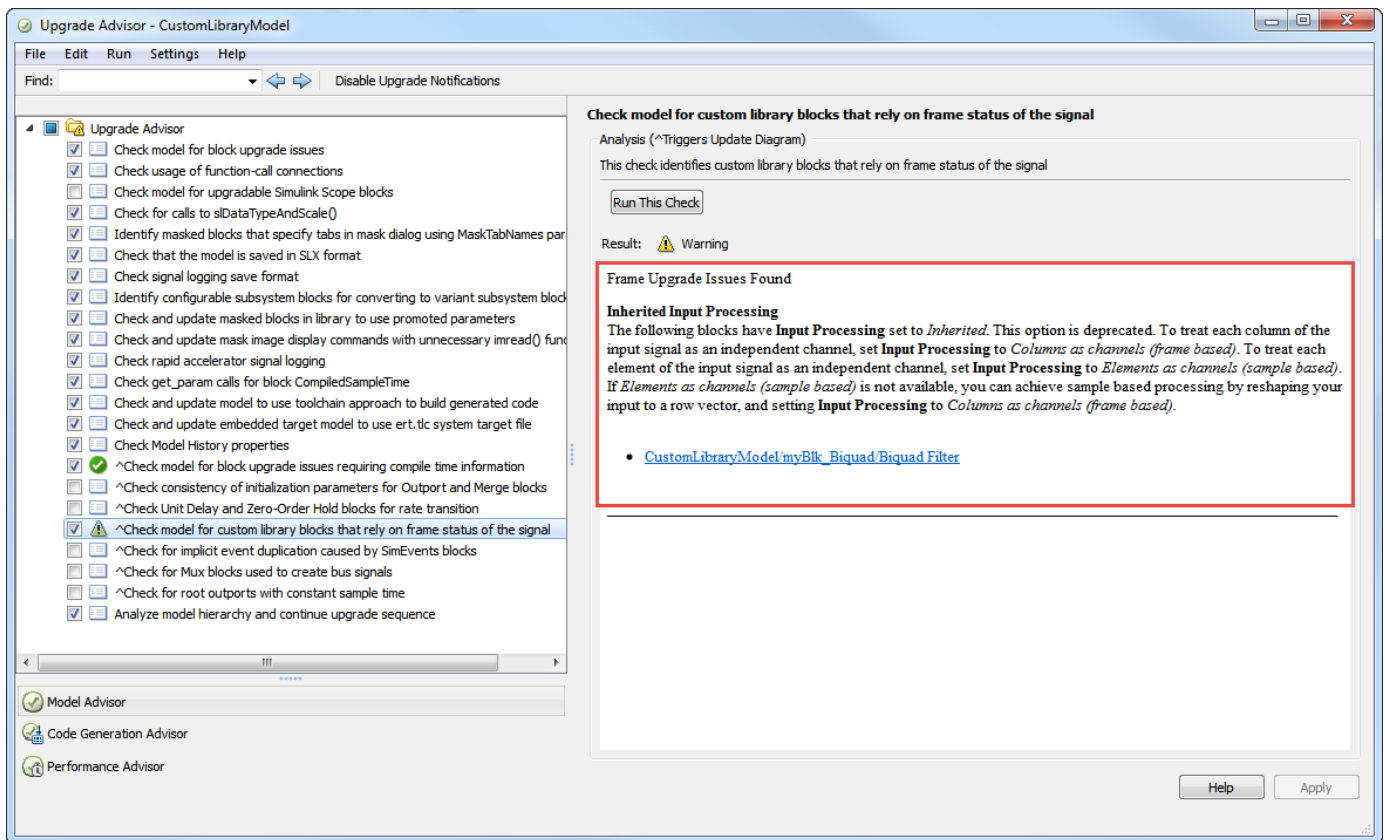 Upgrade Advisor - CustomLibraryModel
File Edit Run Settings Help
Find: Disable Upgrade Notifications
Upgrade Advisor
Check model for block upgrade issues
Check usage of function-call connections
Check model for upgradable Simulink Scope blocks
Check for calls to slDataTypeAndScale()
Identify masked blocks that specify tabs in mask dialog using MaskTabNames par
Check that the model is saved in SLX format
Check signal logging save format
Identify configurable subsystem blocks for converting to variant subsystem block
Check and update masked blocks in library to use promoted parameters
Check and update mask image display commands with unnecessary imread() func
Check rapid accelerator signal logging
Check get_param calls for block CompiledSampleTime
Check and update model to use toolchain approach to build generated code
Check and update embedded target model to use ert.tlc system target file
Check Model History properties
^Check model for block upgrade issues requiring compile time information
^Check consistency of initialization parameters for Outport and Merge blocks
^Check Unit Delay and Zero-Order Hold blocks for rate transition
^Check model for custom library blocks that rely on frame status of the signal
^Check for implicit event duplication caused by SimEvents blocks
^Check for Mux blocks used to create bus signals
^Check for root outports with constant sample time
Analyze model hierarchy and continue upgrade sequence
Model Advisor
Code Generation Advisor
Performance Advisor
Check model for custom library blocks that rely on frame status of the signal
Analysis (^Triggers Update Diagram)
This check identifies custom library blocks that rely on frame status of the signal
Run This Check
Result: Warning
Frame Upgrade Issues Found
Inherited Input Processing
The following blocks have Input Processing set to Inherited. This option is deprecated. To treat each column of the
input signal as an independent channel, set Input Processing to Columns as channels (frame based). To treat each
element of the input signal as an independent channel, set Input Processing to Elements as channels (sample based).
If Elements as channels (sample based) is not available, you can achieve sample based processing by reshaping your
input to a row vector, and setting Input Processing to Columns as channels (frame based).
• CustomLibraryModel/myBlk_Biquad/Biquad Filter
Help Apply